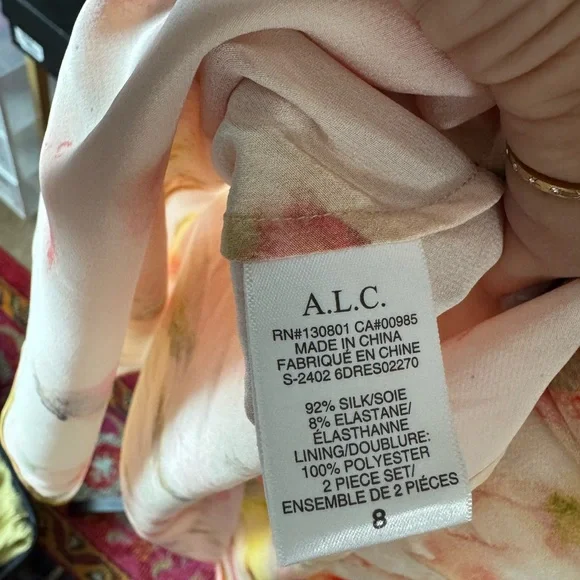 A.L.C.
RN#130801 CA#00985
MADE IN CHINA
FABRIQUÉ EN CHINE
S-2402 6DRES02270
92% SILK/SOIE
8% ELASTANE/
ÉLASTHANNE
LINING/DOUBLURE:
100% POLYESTER
2 PIECE SET/
ENSEMBLE DE 2 PIÉCES
8